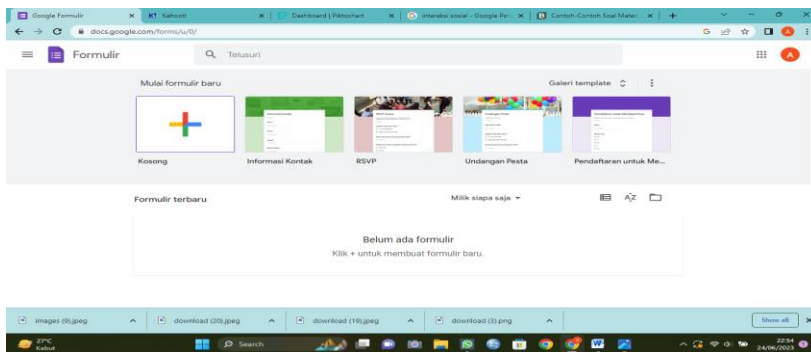 Google Formulir
K! Kahoot!
Dashboard | Piktochart
interaksi sosial - Google Pen
Contoh-Contoh Soal Materi
docs.google.com/forms/u/0/
Formulir
Telusuri
A
Mulai formulir baru
Galeri template
Kosong
Informasi Kontak
RSVP
Undangan Pesta
Pendaftaran untuk Me...
Formulir terbaru
Milik siapa saja
AZ
Belum ada formulir
Klik + untuk membuat formulir baru.
images (9).jpeg
download (20).jpeg
download (19).jpeg
download (3).png
Show all
27°C
Kabut
Search
22:54
24/06/2023